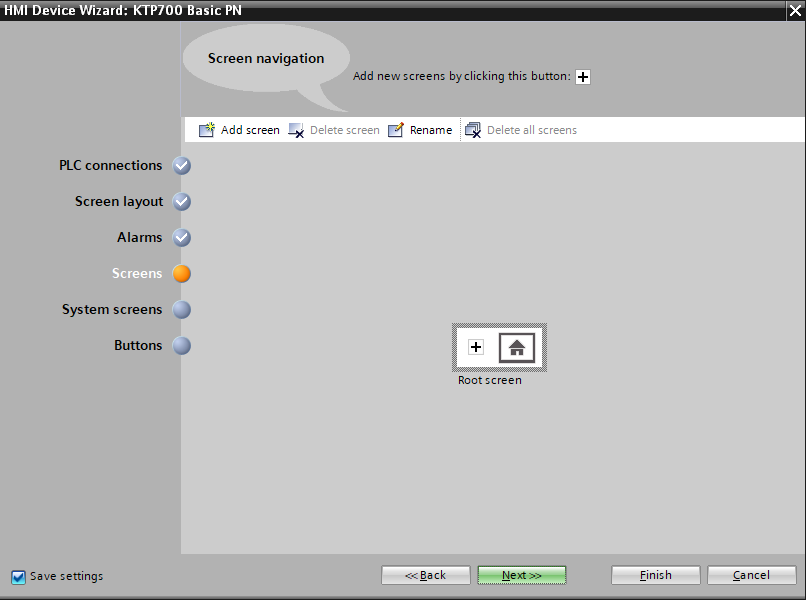 HMI Device Wizard: KTP700 Basic PN
Screen navigation
Add new screens by clicking this button:
Add screen Delete screen Rename Delete all screens
PLC connections
Screen layout
Alarms
Screens
System screens
Buttons
Root screen
Save settings
<< Back Next >> Finish Cancel